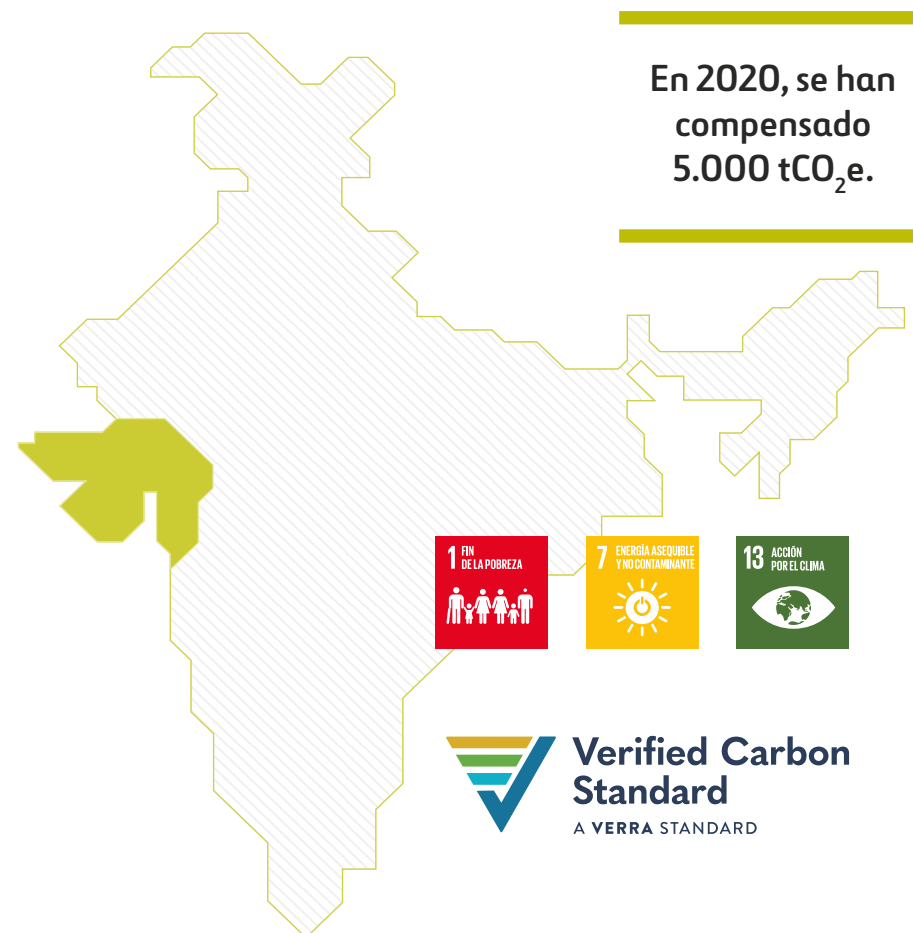 En 2020, se han
compensado
5.000 tCO₂e.
1 FIN
DE LA POBREZA
7 ENERGÍA ASEQUIBLE
Y NO CONTAMINANTE
13 ACCIÓN
POR EL CLIMA
Verified Carbon
Standard
A VERRA STANDARD